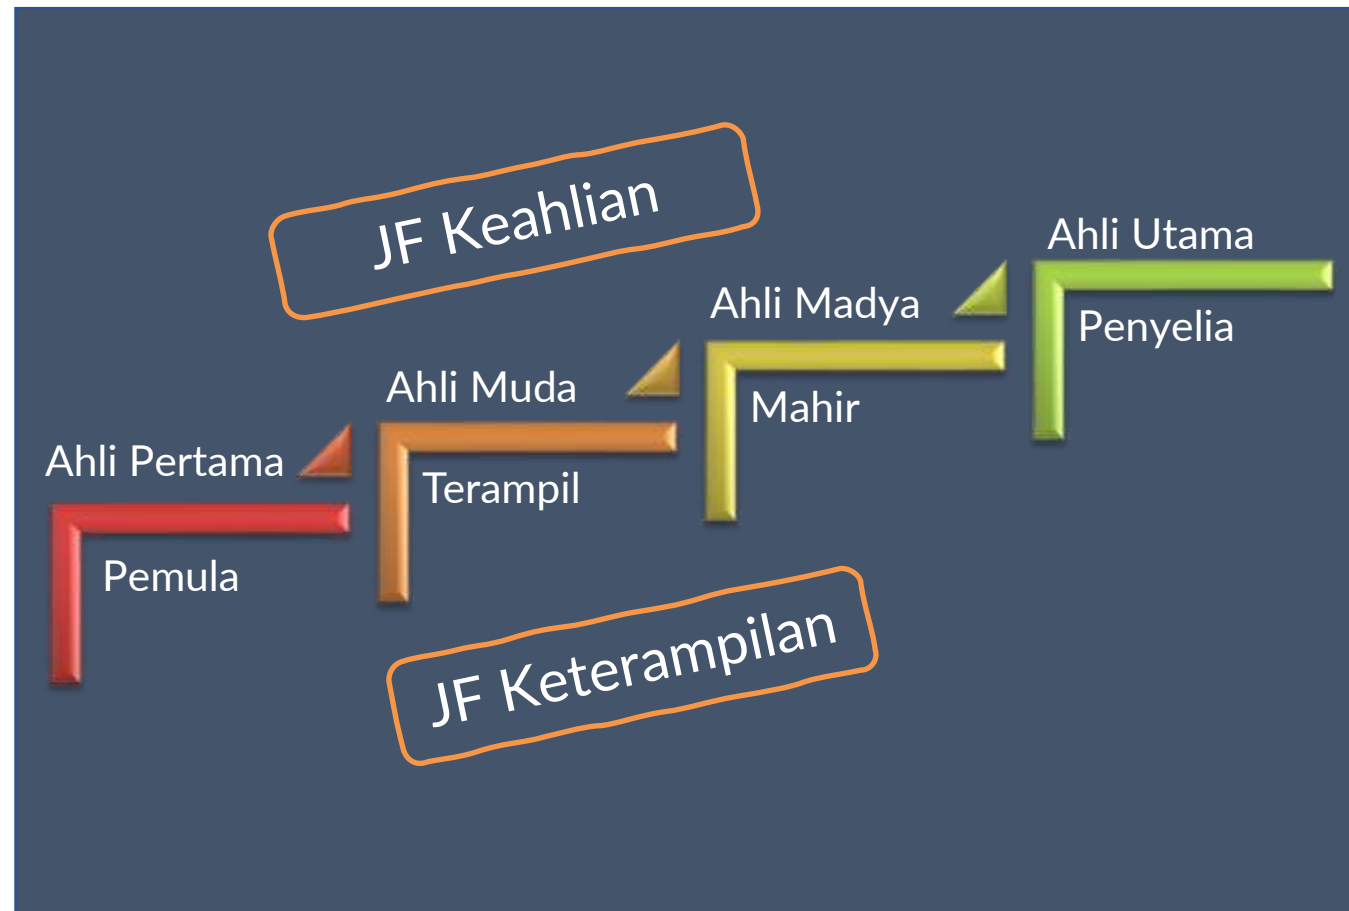 JF Keahlian
Ahli Utama
Penyelia
Ahli Madya
Mahir
Ahli Muda
Terampil
Ahli Pertama
Pemula
JF Keterampilan